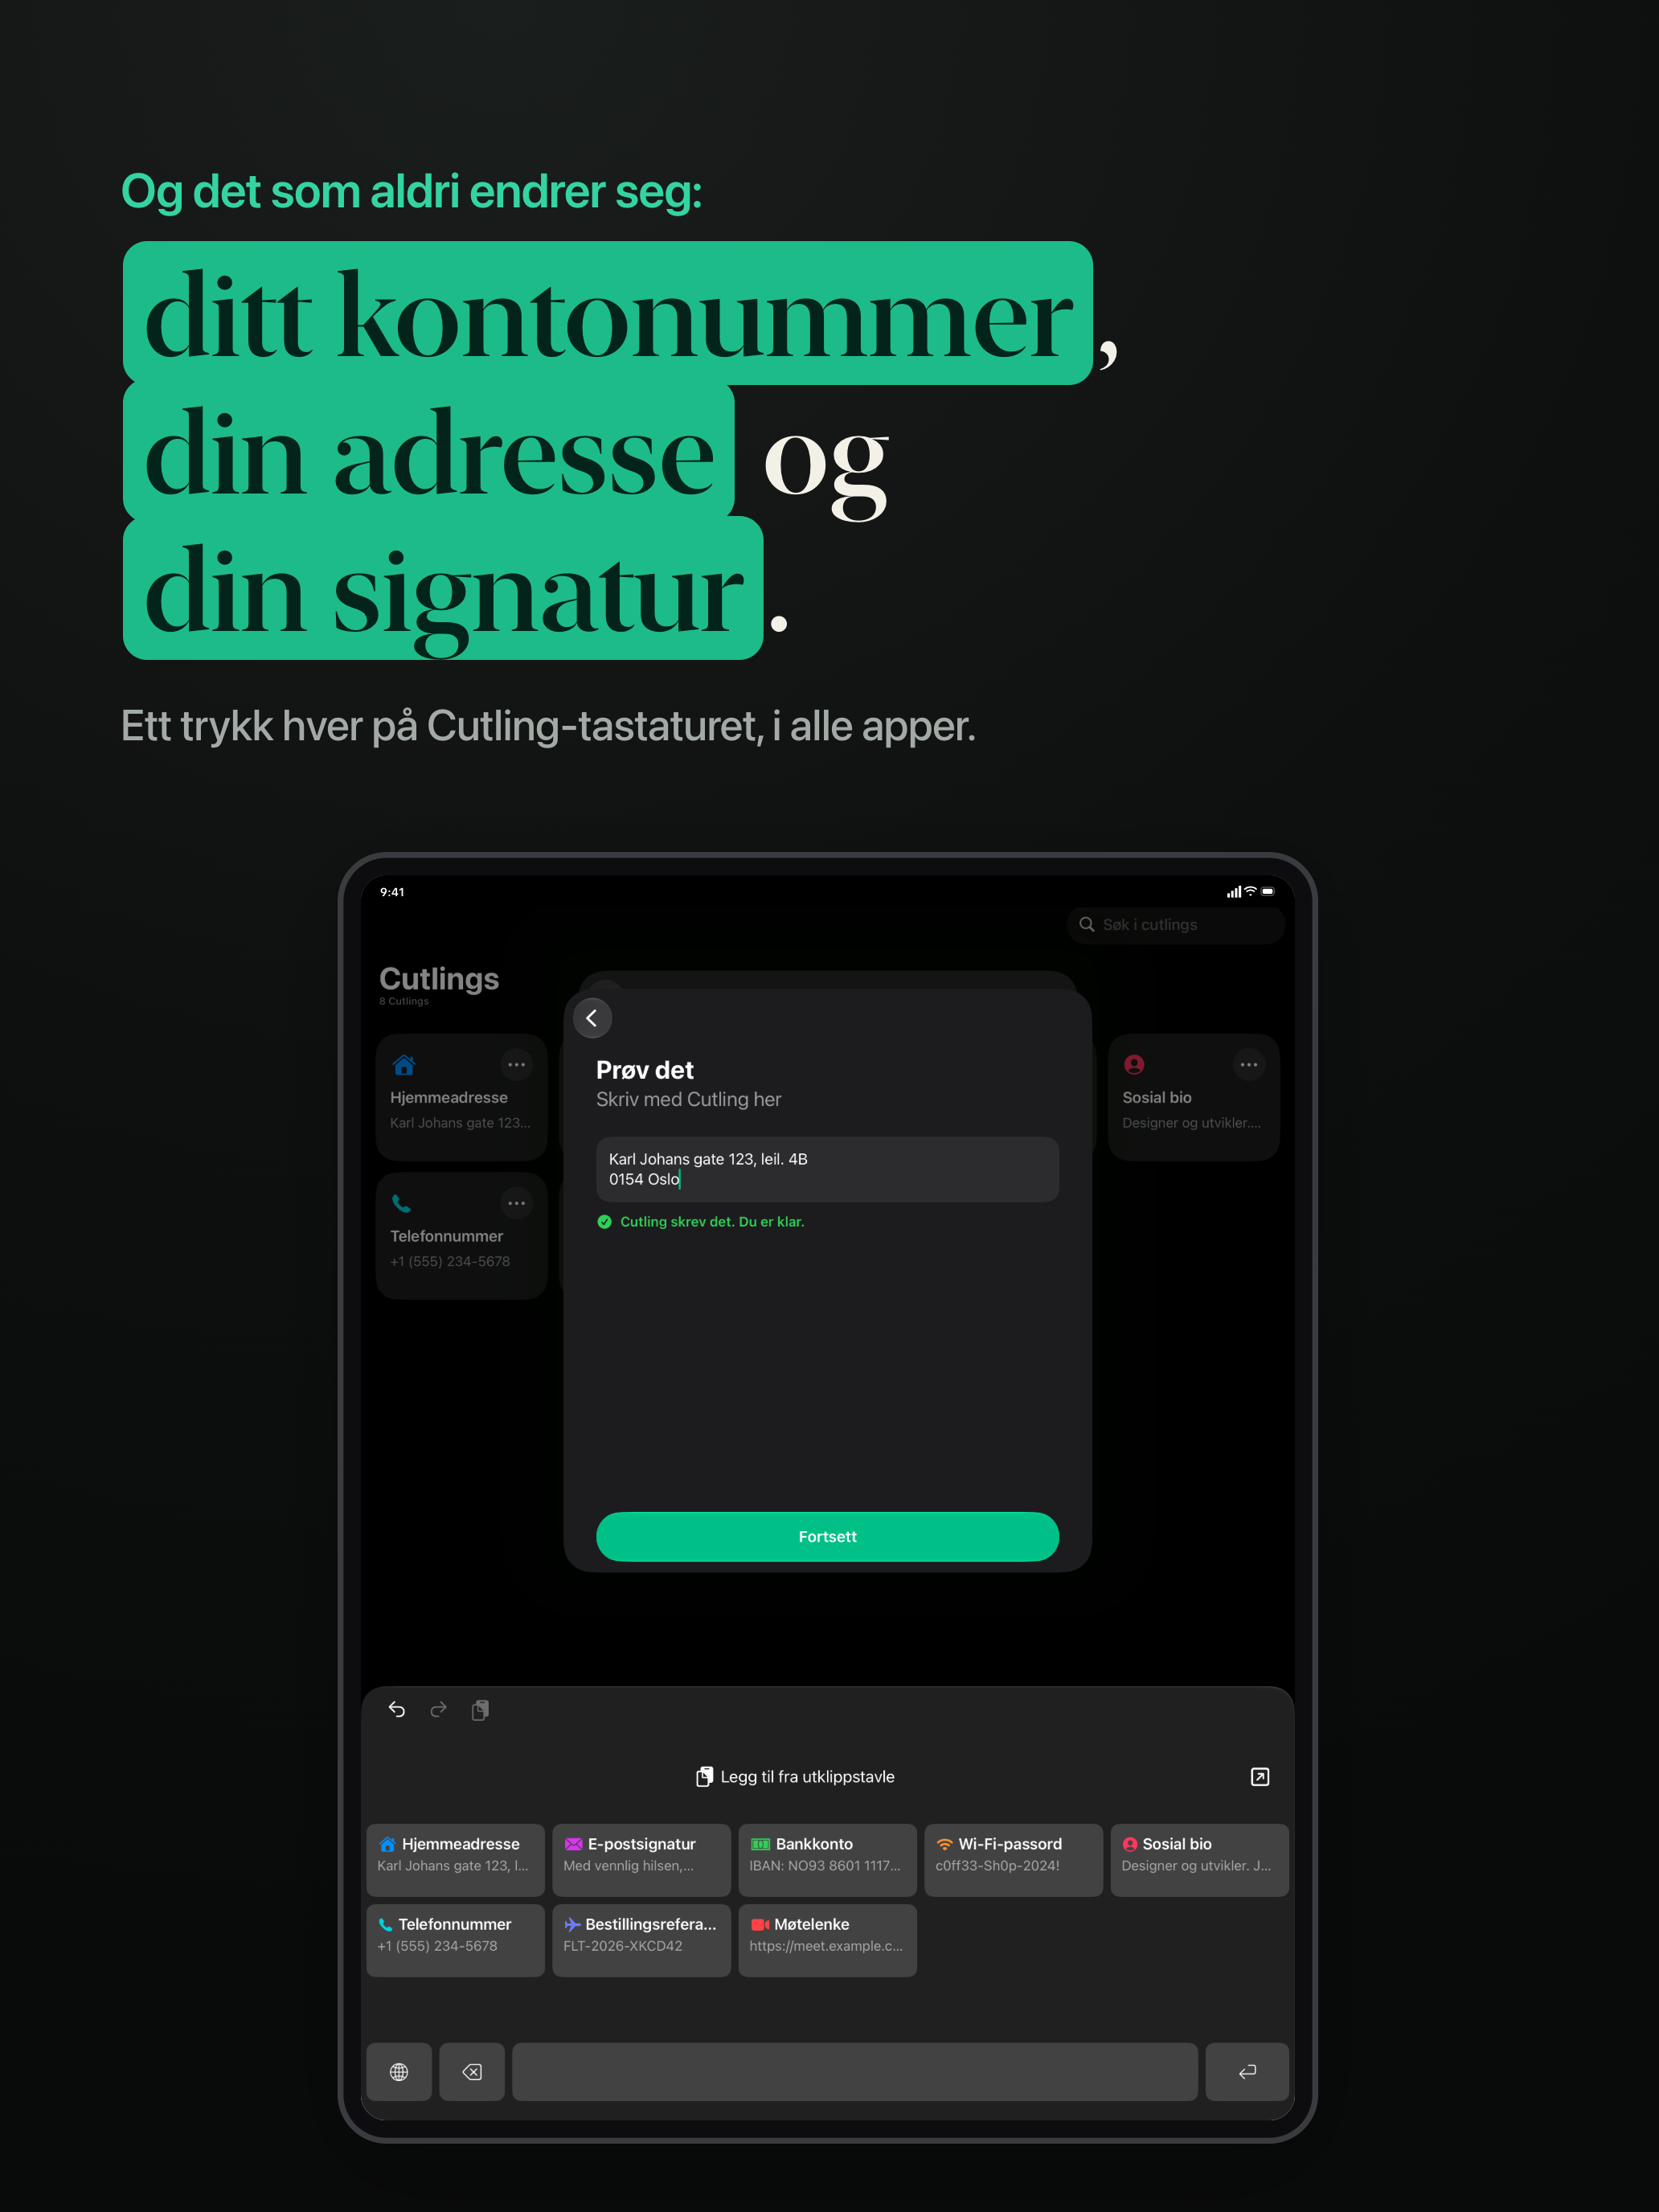 Og det som aldri endrer seg:
ditt kontonummer,
din adresse og
din signatur.
Ett trykk hver på Cutling-tastaturet, i alle apper.
9:41
Søk i cutlings
Cutlings
8 Cutlings
Hjemmeadresse
Karl Johans gate 123...
Sosial bio
Designer og utvikler....
Telefonnummer
+1 (555) 234-5678
Prøv det
Skriv med Cutling her
Karl Johans gate 123, leil. 4B
0154 Oslo
Cutling skrev det. Du er klar.
Fortsett
Legg til fra utklippstavle
Hjemmeadresse
Karl Johans gate 123, l...
E-postsignatur
Med vennlig hilsen,...
Bankkonto
IBAN: NO93 8601 1117...
Wi-Fi-passord
c0ff33-Sh0p-2024!
Sosial bio
Designer og utvikler. J...
Telefonnummer
+1 (555) 234-5678
Bestillingsrefera...
FLT-2026-XKCD42
Møtelenke
https://meet.example.c...